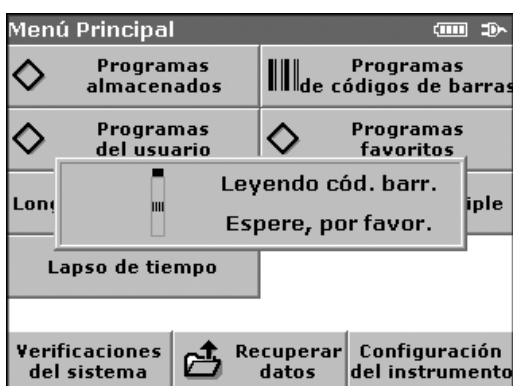 Menú Principal
Programas
almacenados
Programas
de códigos de barras
Programas
del usuario
Programas
favoritos
Leyendo cód. barr.
Espere, por favor.
Lapso de tiempo
Verificaciones
del sistema
Recuperar
datos
Configuración
del instrumento